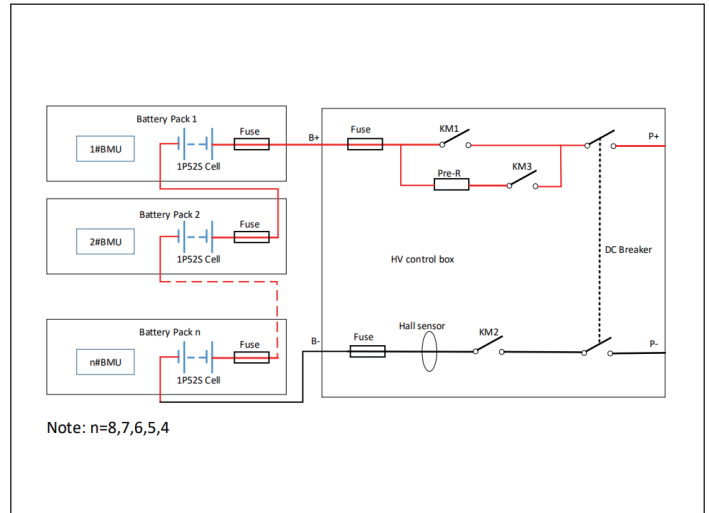 Battery Pack 1
Fuse
1#BMU
1P52S Cell
Battery Pack 2
Fuse
2#BMU
1P52S Cell
Battery Pack n
Fuse
n#BMU
1P52S Cell
B+
Fuse
KM1
P+
Pre-R
KM3
HV control box
DC Breaker
B-
Fuse
Hall sensor
KM2
P-
Note: n=8,7,6,5,4